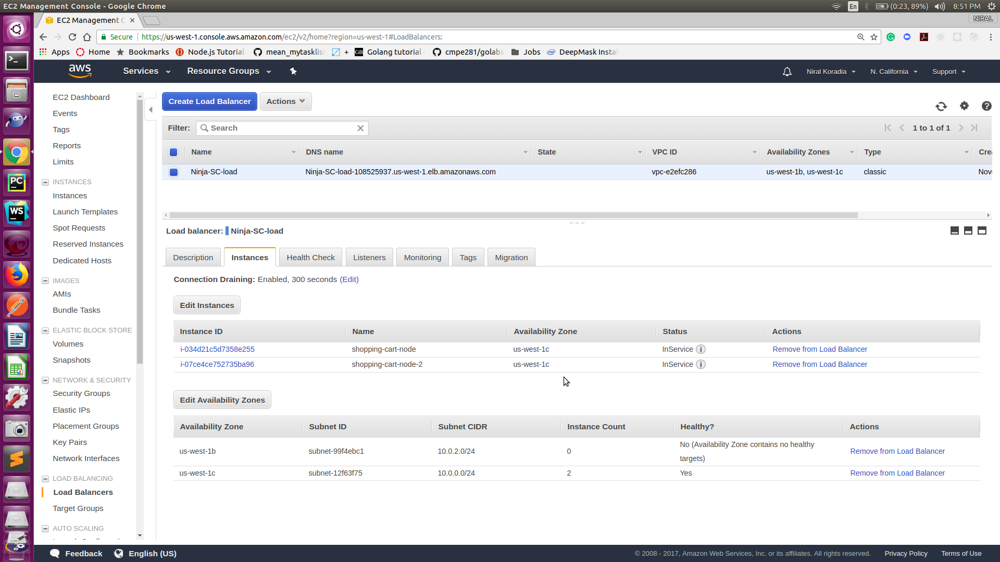 EC2 Management Console - Google Chrome
En (0:23, 89%) 8:51 PM
EC2 Management C
NIRAL
Secure https://us-west-1.console.aws.amazon.com/ec2/v2/home?region=us-west-1#LoadBalancers:
Apps Home Bookmarks Node.js Tutorial mean_mytasklis + GB Golang tutorial - cmpe281/golabs Jobs DeepMask Insta
aws Services Resource Groups Niral Koradia N. California Support
EC2 Dashboard
Events
Tags
Reports
Limits
INSTANCES
Instances
Launch Templates
Spot Requests
Reserved Instances
Dedicated Hosts
IMAGES
AMIs
Bundle Tasks
ELASTIC BLOCK STORE
Volumes
Snapshots
NETWORK & SECURITY
Security Groups
Elastic IPs
Placement Groups
Key Pairs
Network Interfaces
LOAD BALANCING
Load Balancers
Target Groups
AUTO SCALING
Create Load Balancer Actions
Filter: Search 1 to 1 of 1
Name DNS name State VPC ID Availability Zones Type Crea
Ninja-SC-load Ninja-SC-load-108525937.us-west-1.elb.amazonaws.com vpc-e2efc286 us-west-1b, us-west-1c classic Nove
Load balancer: Ninja-SC-load
Description Instances Health Check Listeners Monitoring Tags Migration
Connection Draining: Enabled, 300 seconds (Edit)
Edit Instances
Instance ID Name Availability Zone Status Actions
i-034d21c5d7358e255 shopping-cart-node us-west-1c InService i Remove from Load Balancer
i-07ce4ce752735ba96 shopping-cart-node-2 us-west-1c InService i Remove from Load Balancer
Edit Availability Zones
Availability Zone Subnet ID Subnet CIDR Instance Count Healthy? Actions
us-west-1b subnet-99f4ebc1 10.0.2.0/24 0 No (Availability Zone contains no healthy targets) Remove from Load Balancer
us-west-1c subnet-12f63f75 10.0.0.0/24 2 Yes Remove from Load Balancer
Feedback English (US) © 2008 - 2017, Amazon Web Services, Inc. or its affiliates. All rights reserved. Privacy Policy Terms of Use
PC
WS